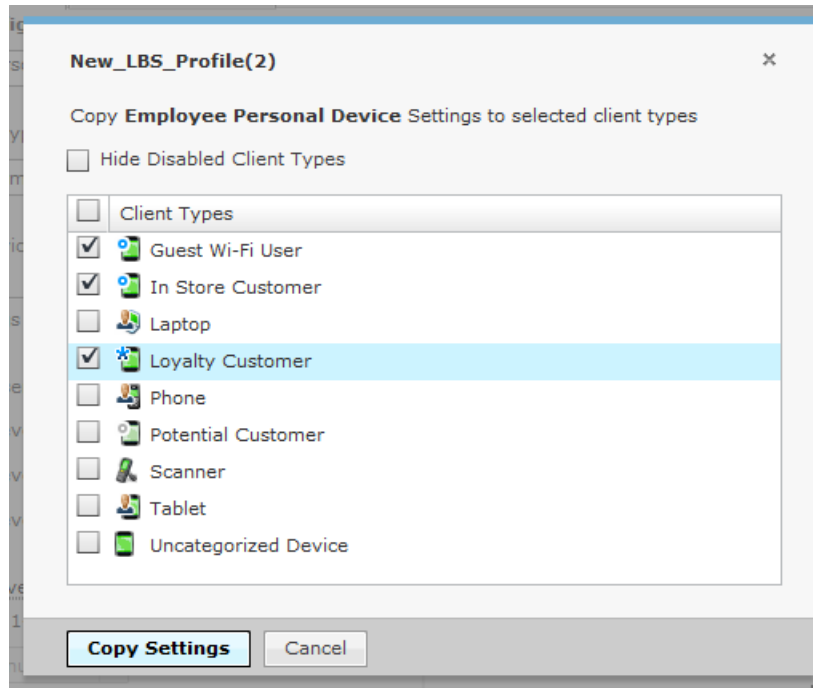 New_LBS_Profile(2)
Copy Employee Personal Device Settings to selected client types
Hide Disabled Client Types
Client Types
Guest Wi-Fi User
In Store Customer
Laptop
Loyalty Customer
Phone
Potential Customer
Scanner
Tablet
Uncategorized Device
Copy Settings
Cancel